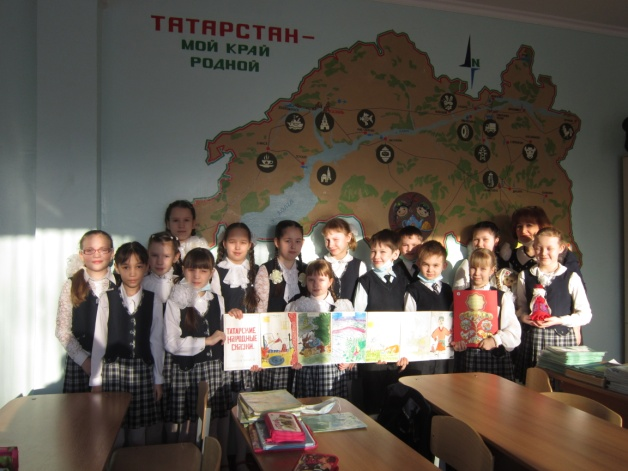 ТАТАРСТАН-
МОЙ КРАЙ
РОДНОЙ
N
ТАТАРСКИЕ
НАРОДНЫЕ
СКАЗКИ.